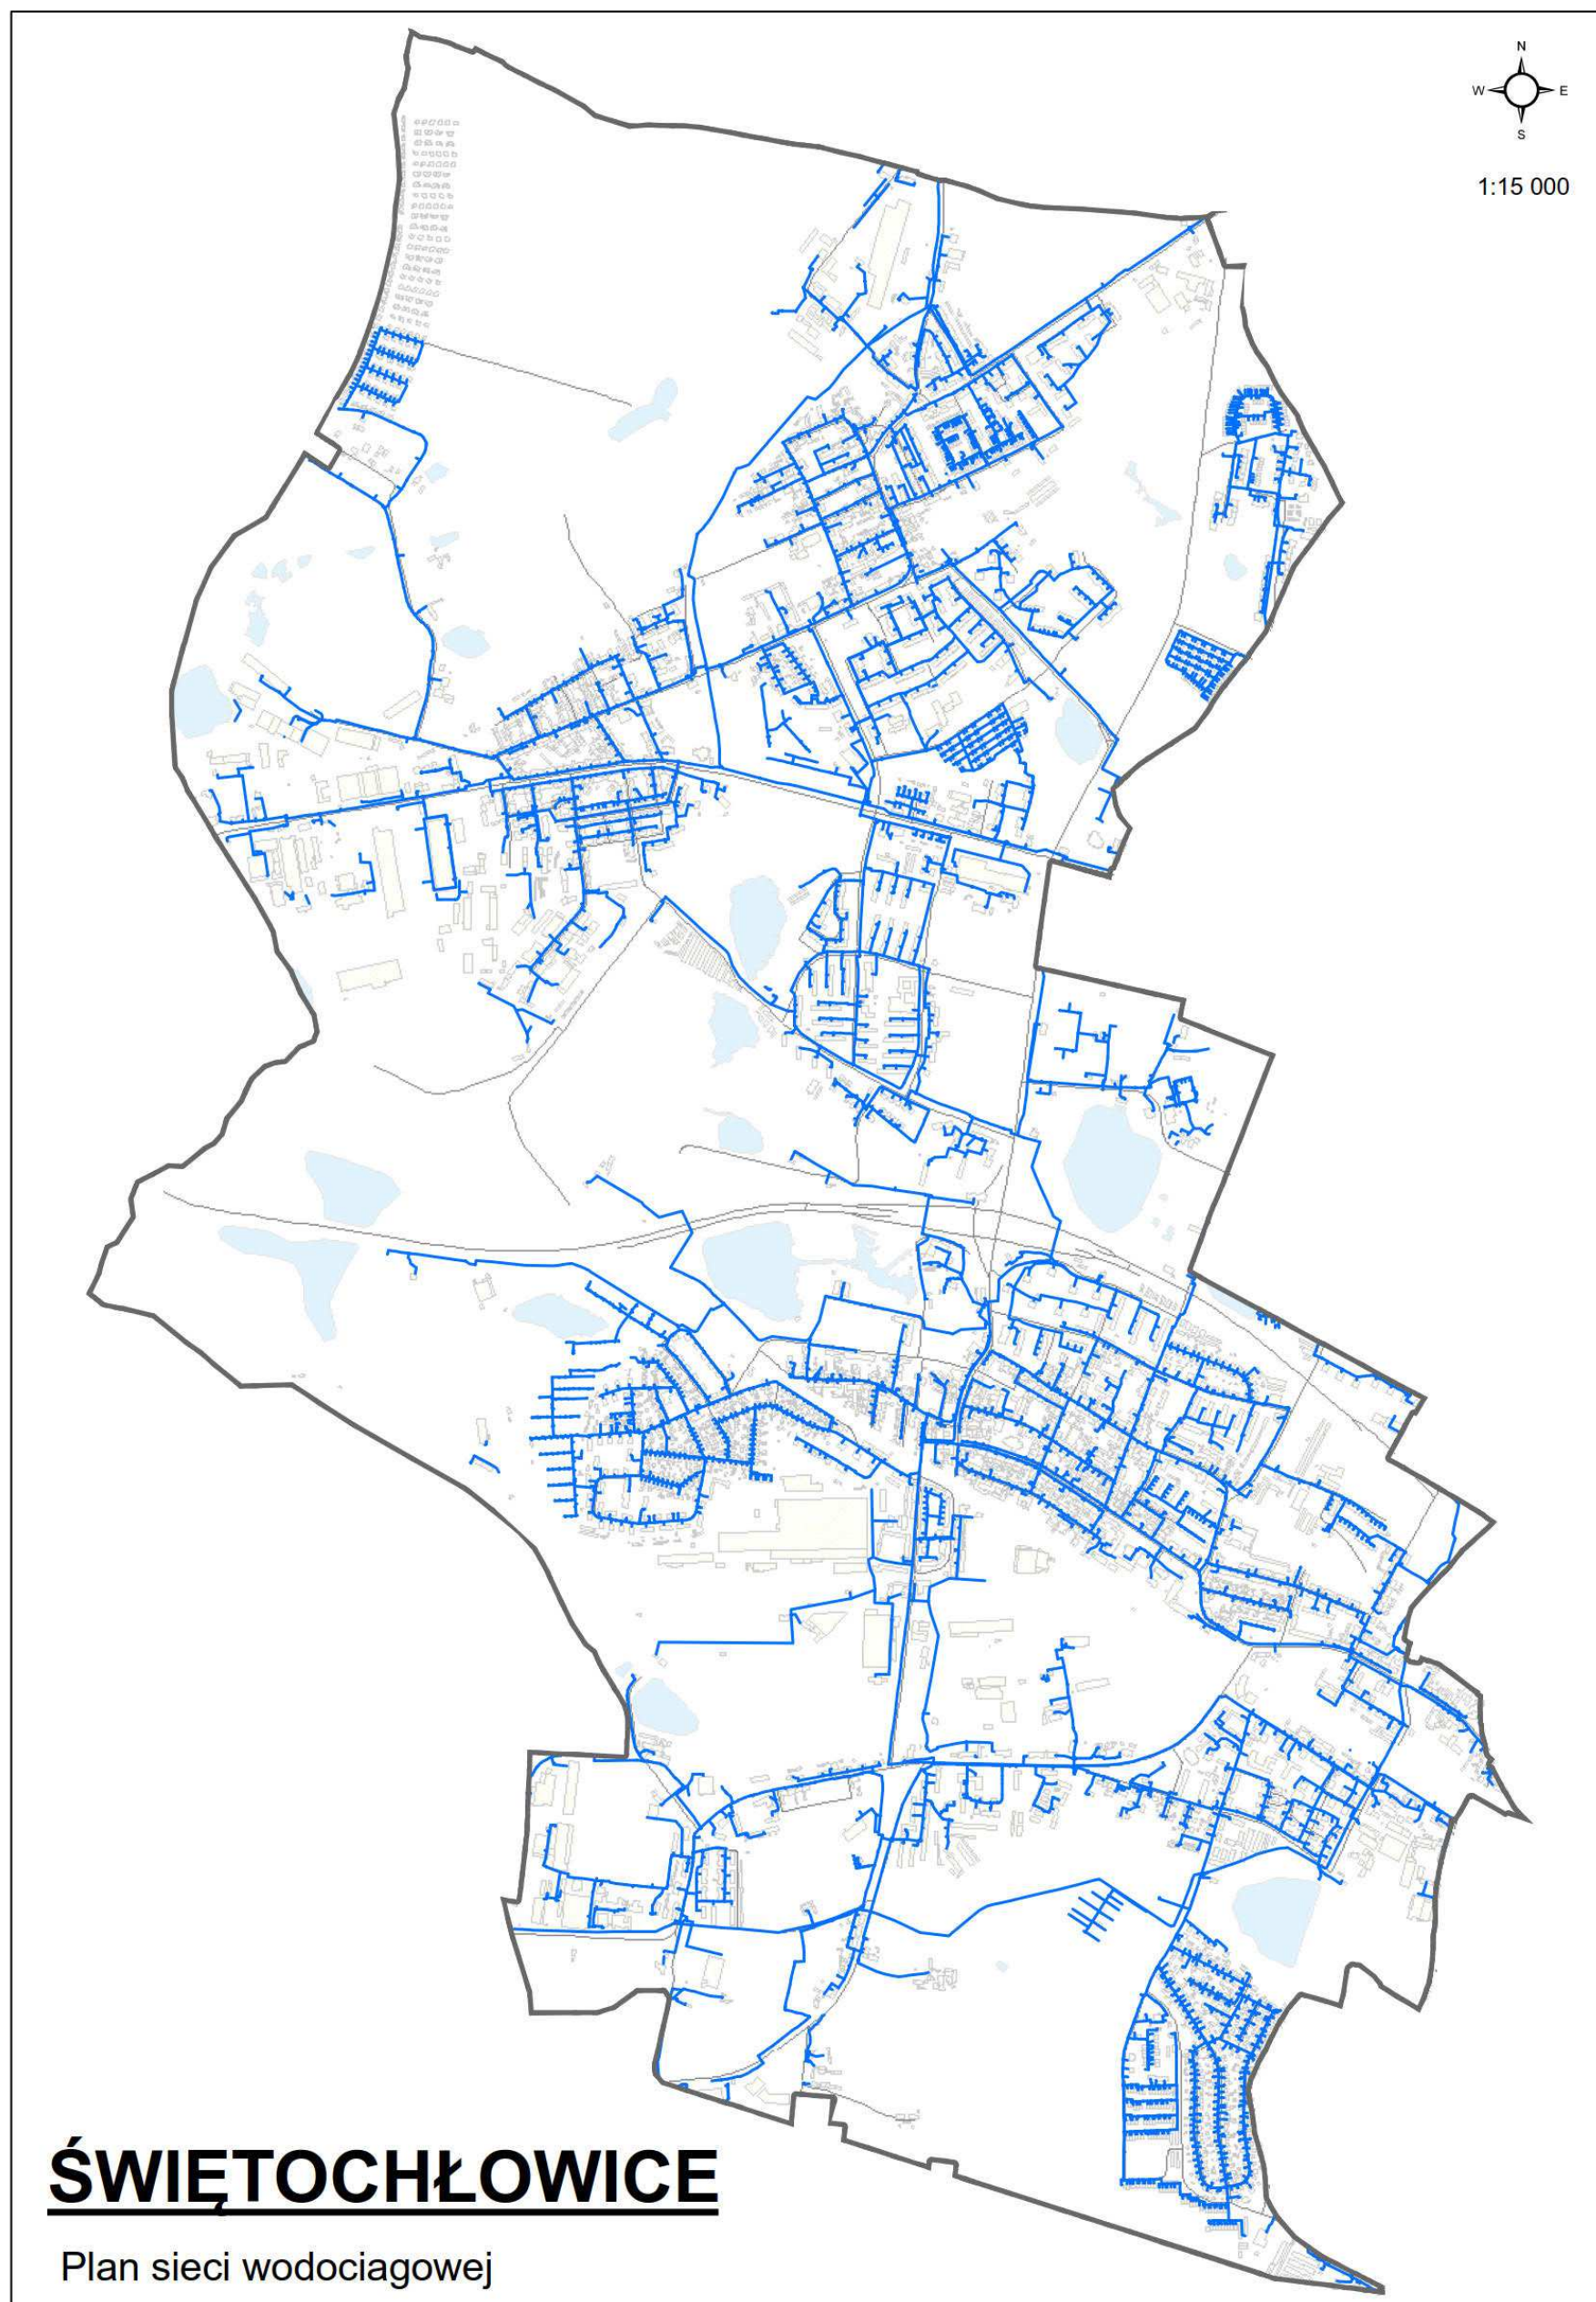 N
W E
S
1:15 000
ŚWIĘTOCHŁOWICE
Plan sieci wodociagowej